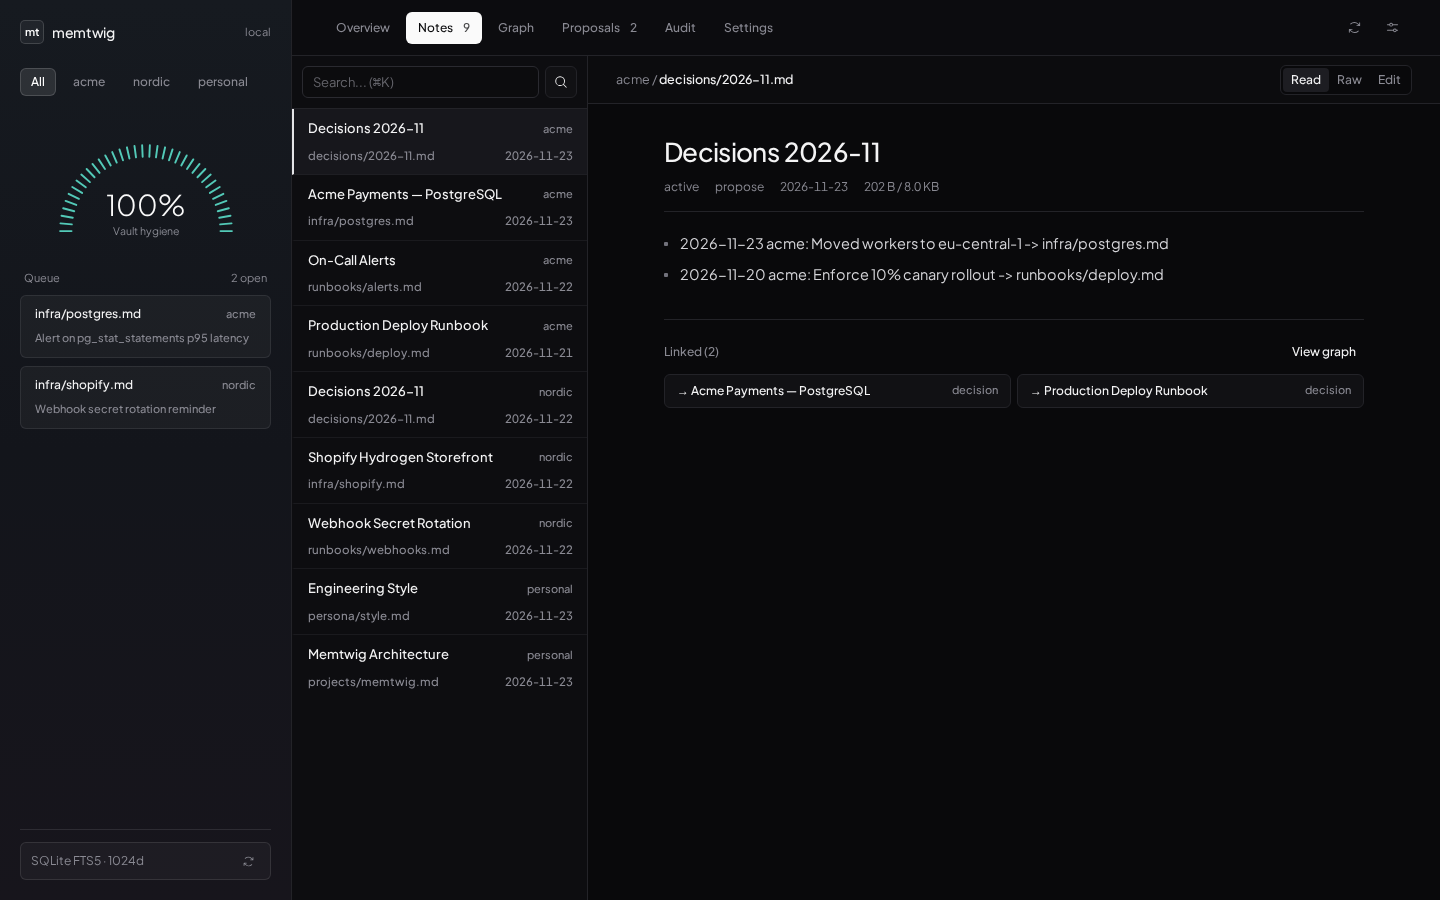 mt memtwig local
All acme nordic personal
100%
Vault hygiene
Queue 2 open
infra/postgres.md acme
Alert on pg_stat_statements p95 latency
infra/shopify.md nordic
Webhook secret rotation reminder
SQLite FTS5 · 1024d
Overview Notes 9 Graph Proposals 2 Audit Settings
Search... (⌘K)
Decisions 2026-11 acme
decisions/2026-11.md 2026-11-23
Acme Payments — PostgreSQL acme
infra/postgres.md 2026-11-23
On-Call Alerts acme
runbooks/alerts.md 2026-11-22
Production Deploy Runbook acme
runbooks/deploy.md 2026-11-21
Decisions 2026-11 nordic
decisions/2026-11.md 2026-11-22
Shopify Hydrogen Storefront nordic
infra/shopify.md 2026-11-22
Webhook Secret Rotation nordic
runbooks/webhooks.md 2026-11-22
Engineering Style personal
persona/style.md 2026-11-23
Memtwig Architecture personal
projects/memtwig.md 2026-11-23
acme / decisions/2026-11.md Read Raw Edit
Decisions 2026-11
active propose 2026-11-23 202 B / 8.0 KB
2026-11-23 acme: Moved workers to eu-central-1 -> infra/postgres.md
2026-11-20 acme: Enforce 10% canary rollout -> runbooks/deploy.md
Linked (2) View graph
→ Acme Payments — PostgreSQL decision
→ Production Deploy Runbook decision